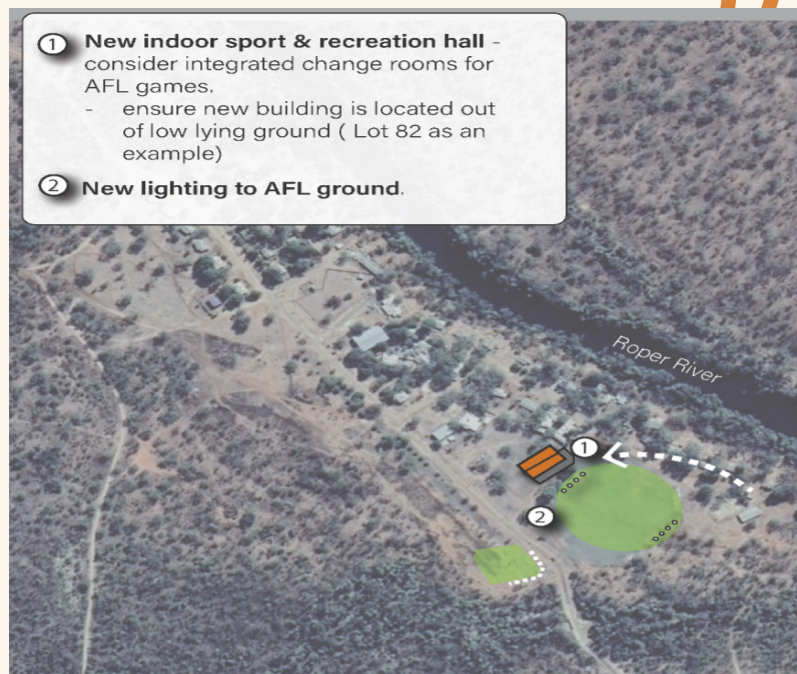 1 New indoor sport & recreation hall -
consider integrated change rooms for
AFL games.
- ensure new building is located out
of low lying ground ( Lot 82 as an
example)
2 New lighting to AFL ground.
Roper River
1
2